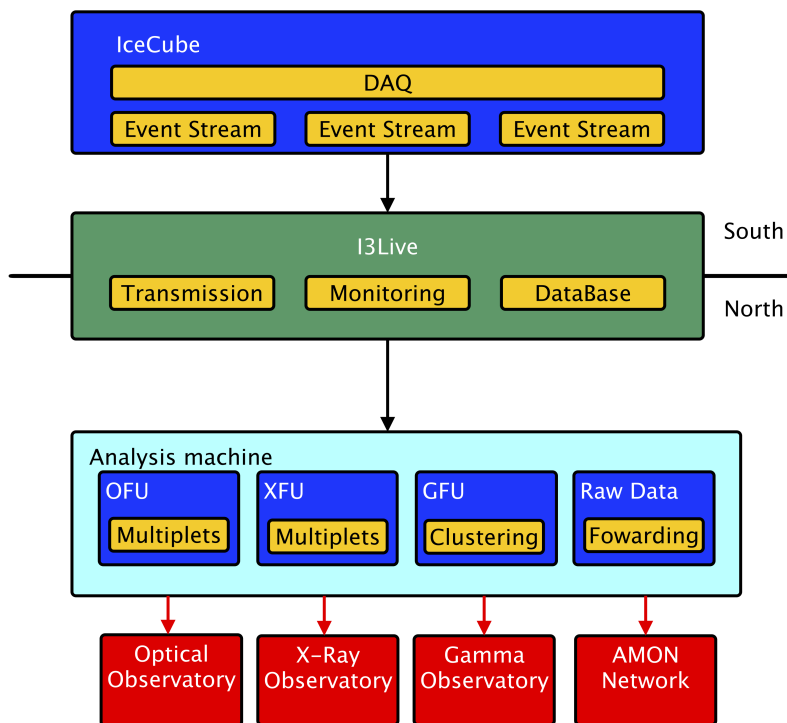 IceCube
DAQ
Event Stream Event Stream Event Stream
I3Live
South
Transmission Monitoring DataBase
North
Analysis machine
OFU XFU GFU Raw Data
Multiplets Multiplets Clustering Fowarding
Optical Observatory
X-Ray Observatory
Gamma Observatory
AMON Network